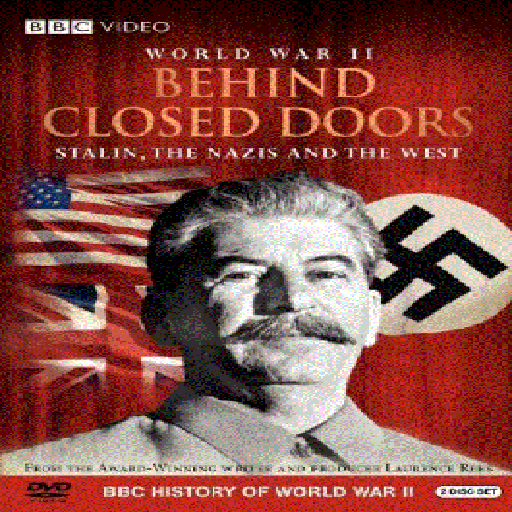 BBC VIDEO
WORLD WAR II
BEHIND
CLOSED DOORS
STALIN, THE NAZIS AND THE WEST
FROM THE AWARD-WINNING WRITER AND PRODUCER LAURENCE REES
DVD
VIDEO
BBC HISTORY OF WORLD WAR II
2 DISC SET